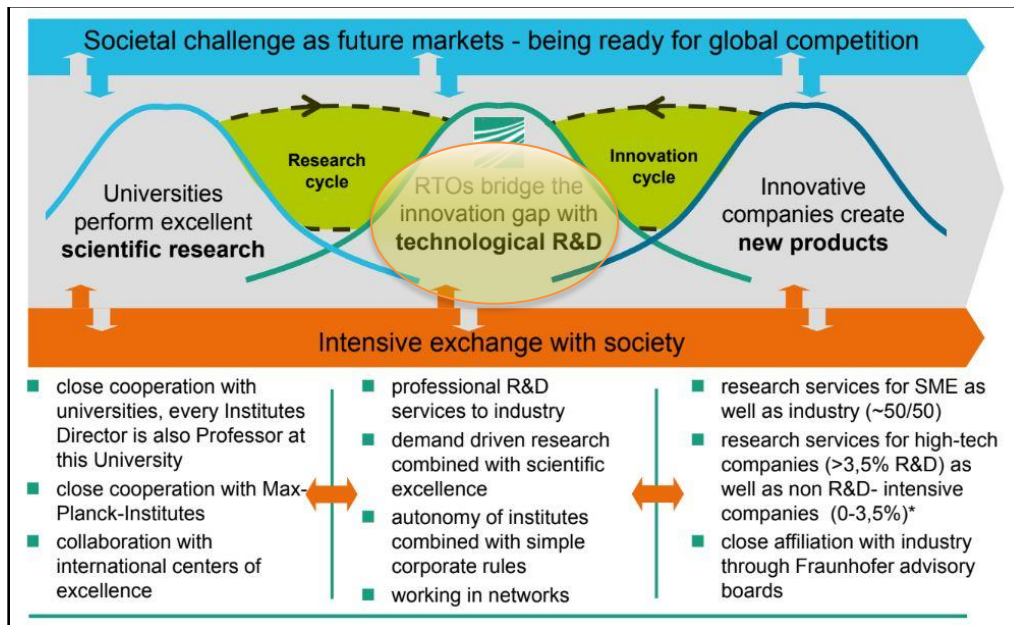 Societal challenge as future markets - being ready for global competition
Universities
perform excellent
scientific research
Research
cycle
RTOs bridge the
innovation gap with
technological R&D
Innovation
cycle
Innovative
companies create
new products
Intensive exchange with society
close cooperation with
universities, every Institutes
Director is also Professor at
this University
close cooperation with Max-
Planck-Institutes
collaboration with
international centers of
excellence
professional R&D
services to industry
demand driven research
combined with scientific
excellence
autonomy of institutes
combined with simple
corporate rules
working in networks
research services for SME as
well as industry (~50/50)
research services for high-tech
companies (>3,5% R&D) as
well as non R&D- intensive
companies (0-3,5%)*
close affiliation with industry
through Fraunhofer advisory
boards